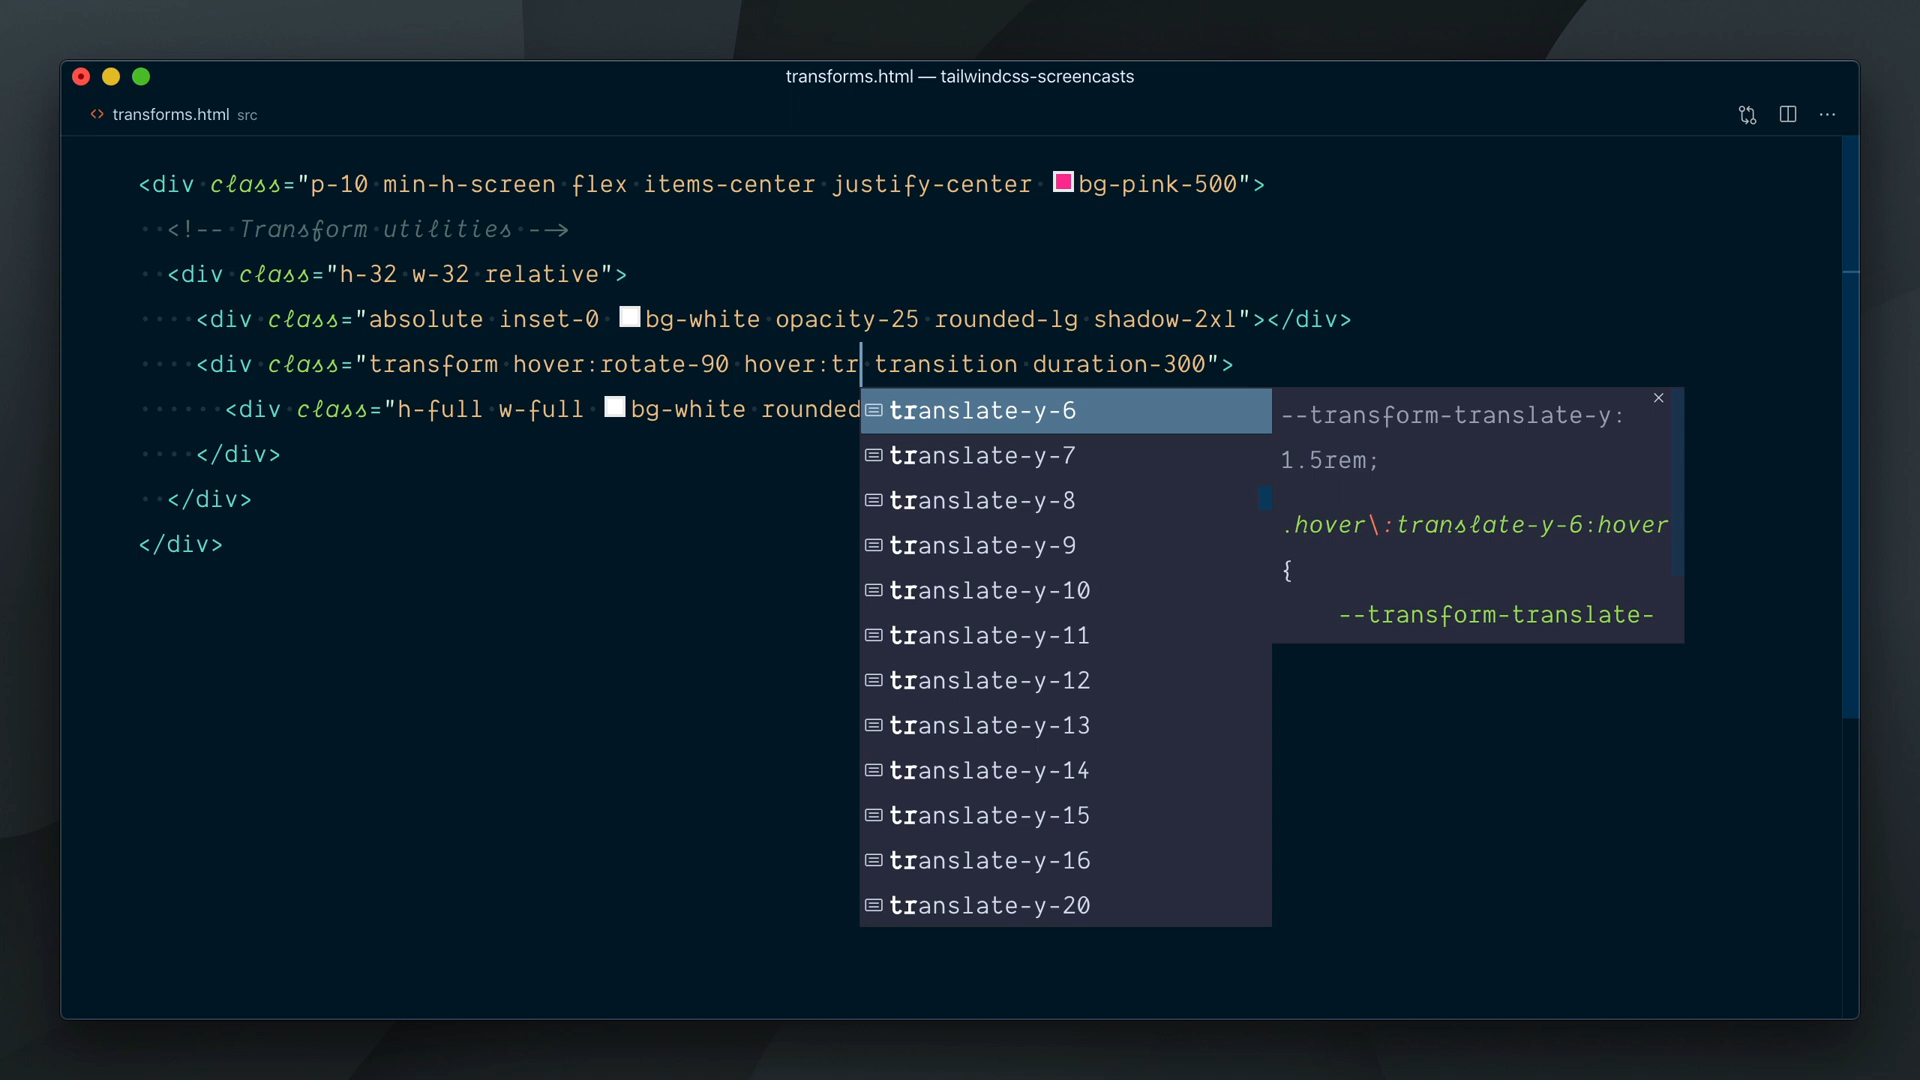 transforms.html — tailwindcss-screencasts
<> transforms.html src
<div class="p-10 min-h-screen flex items-center justify-center bg-pink-500">
<!-- Transform utilities -->
<div class="h-32 w-32 relative">
<div class="absolute inset-0 bg-white opacity-25 rounded-lg shadow-2xl"></div>
<div class="transform hover:rotate-90 hover:tr transition duration-300">
<div class="h-full w-full bg-white rounded
</div>
</div>
</div>
translate-y-6
translate-y-7
translate-y-8
translate-y-9
translate-y-10
translate-y-11
translate-y-12
translate-y-13
translate-y-14
translate-y-15
translate-y-16
translate-y-20
--transform-translate-y:
1.5rem;
.hover\:translate-y-6:hover
{
--transform-translate-